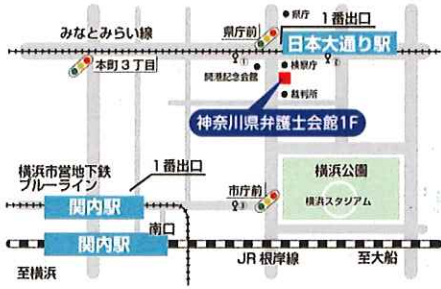 県庁
県庁前
1番出口
みなとみらい線
日本大通り駅
本町3丁目
①
開港記念会館
検察庁
②
裁判所
神奈川県弁護士会館1F
横浜市営地下鉄
ブルーライン
1番出口
関内駅
市庁前
③
横浜公園
横浜スタジアム
関内駅
南口
至横浜
JR根岸線
至大船